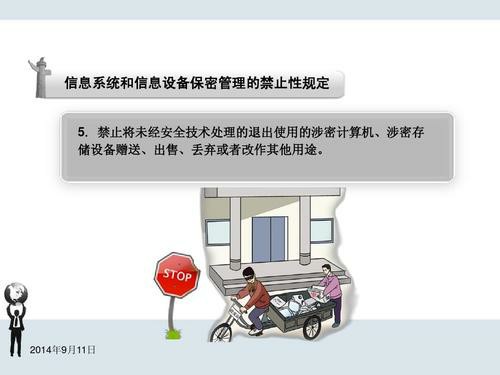 信息系统和信息设备保密管理的禁止性规定
5. 禁止将未经安全技术处理的退出使用的涉密计算机、涉密存
储设备赠送、出售、丢弃或者改作其他用途。
STOP
2014年9月11日